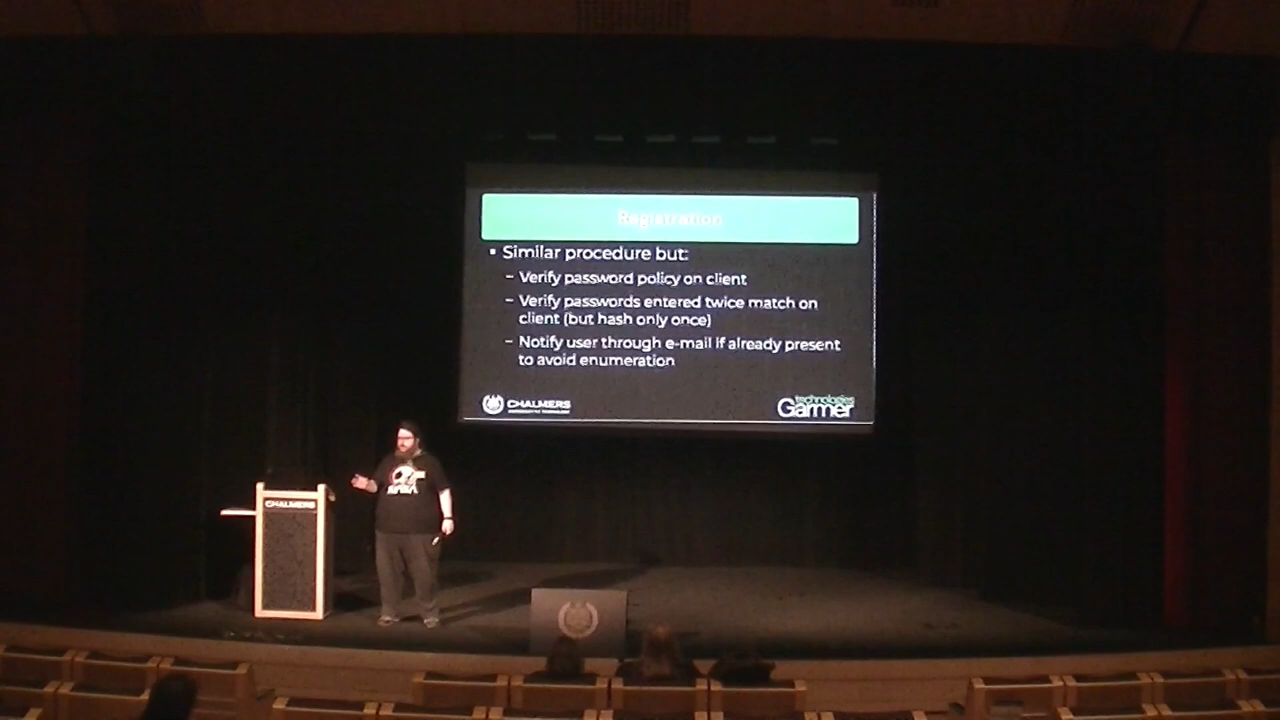 Registration
▪ Similar procedure but:
– Verify password policy on client
– Verify passwords entered twice match on
client (but hash only once)
– Notify user through e-mail if already present
to avoid enumeration
CHALMERS
technologies
Garmer
CHALMERS